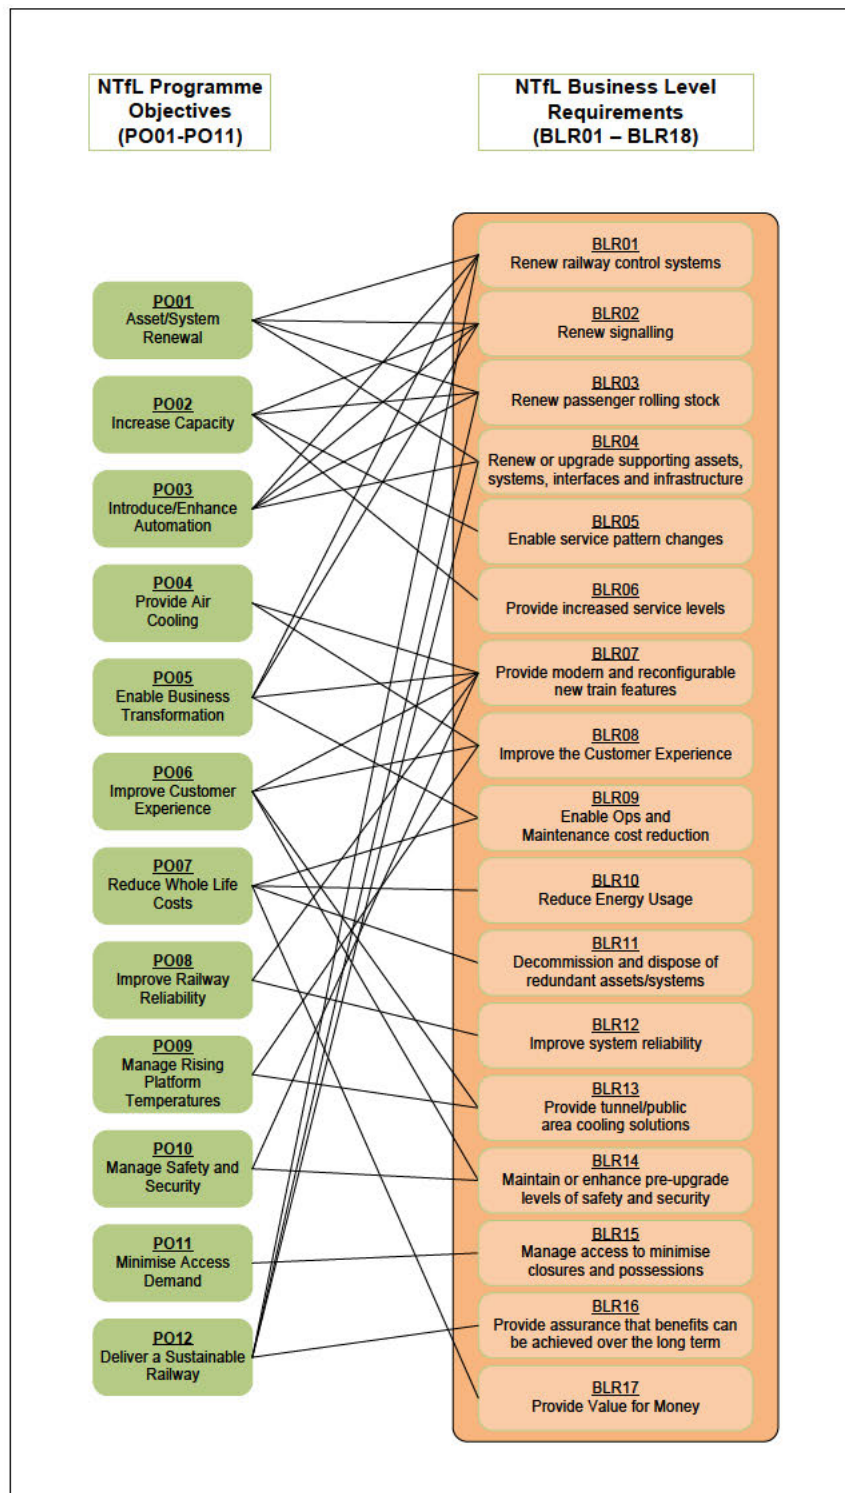 NTfL Programme
Objectives
(PO01-PO11)
NTfL Business Level
Requirements
(BLR01 – BLR18)
PO01
Asset/System
Renewal
PO02
Increase Capacity
PO03
Introduce/Enhance
Automation
PO04
Provide Air
Cooling
PO05
Enable Business
Transformation
PO06
Improve Customer
Experience
PO07
Reduce Whole Life
Costs
PO08
Improve Railway
Reliability
PO09
Manage Rising
Platform
Temperatures
PO10
Manage Safety and
Security
PO11
Minimise Access
Demand
PO12
Deliver a Sustainable
Railway
BLR01
Renew railway control systems
BLR02
Renew signalling
BLR03
Renew passenger rolling stock
BLR04
Renew or upgrade supporting assets,
systems, interfaces and infrastructure
BLR05
Enable service pattern changes
BLR06
Provide increased service levels
BLR07
Provide modern and reconfigurable
new train features
BLR08
Improve the Customer Experience
BLR09
Enable Ops and
Maintenance cost reduction
BLR10
Reduce Energy Usage
BLR11
Decommission and dispose of
redundant assets/systems
BLR12
Improve system reliability
BLR13
Provide tunnel/public
area cooling solutions
BLR14
Maintain or enhance pre-upgrade
levels of safety and security
BLR15
Manage access to minimise
closures and possessions
BLR16
Provide assurance that benefits can
be achieved over the long term
BLR17
Provide Value for Money